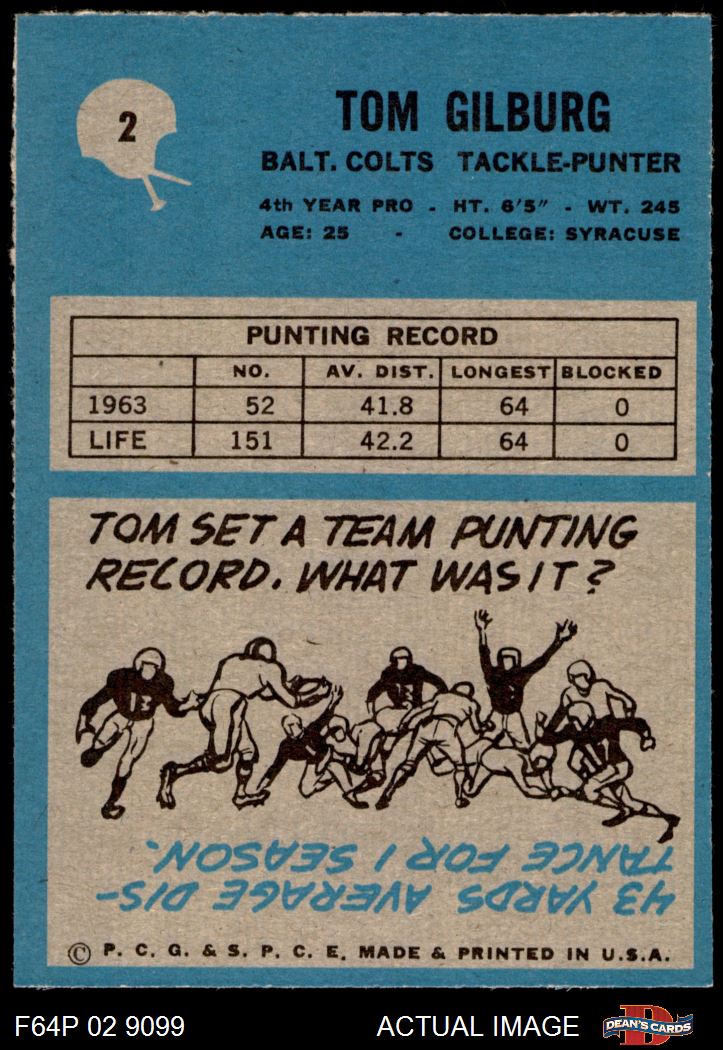 2
TOM GILBURG
BALT. COLTS TACKLE-PUNTER
4th YEAR PRO - HT. 6'5" - WT. 245
AGE: 25 - COLLEGE: SYRACUSE
PUNTING RECORD
NO. AV. DIST. LONGEST BLOCKED
1963 52 41.8 64 0
LIFE 151 42.2 64 0
TOM SET A TEAM PUNTING
RECORD. WHAT WAS IT?
43 YARDS AVERAGE DIS-
TANCE FOR 1 SEASON.
© P. C. G. & S. P. C. E. MADE & PRINTED IN U.S.A.
F64P 02 9099 ACTUAL IMAGE
D
DEAN'S CARDS